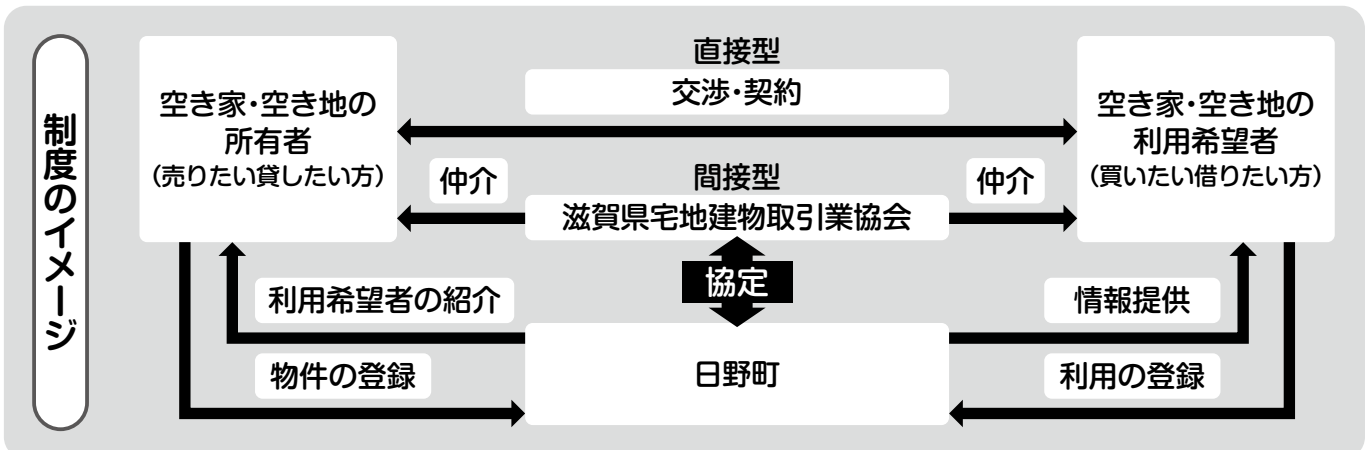 制度のイメージ
空き家・空き地の
所有者
(売りたい貸したい方)
直接型
交渉・契約
空き家・空き地の
利用希望者
(買いたい借りたい方)
仲介
間接型
滋賀県宅地建物取引業協会
仲介
協定
利用希望者の紹介
情報提供
物件の登録
日野町
利用の登録